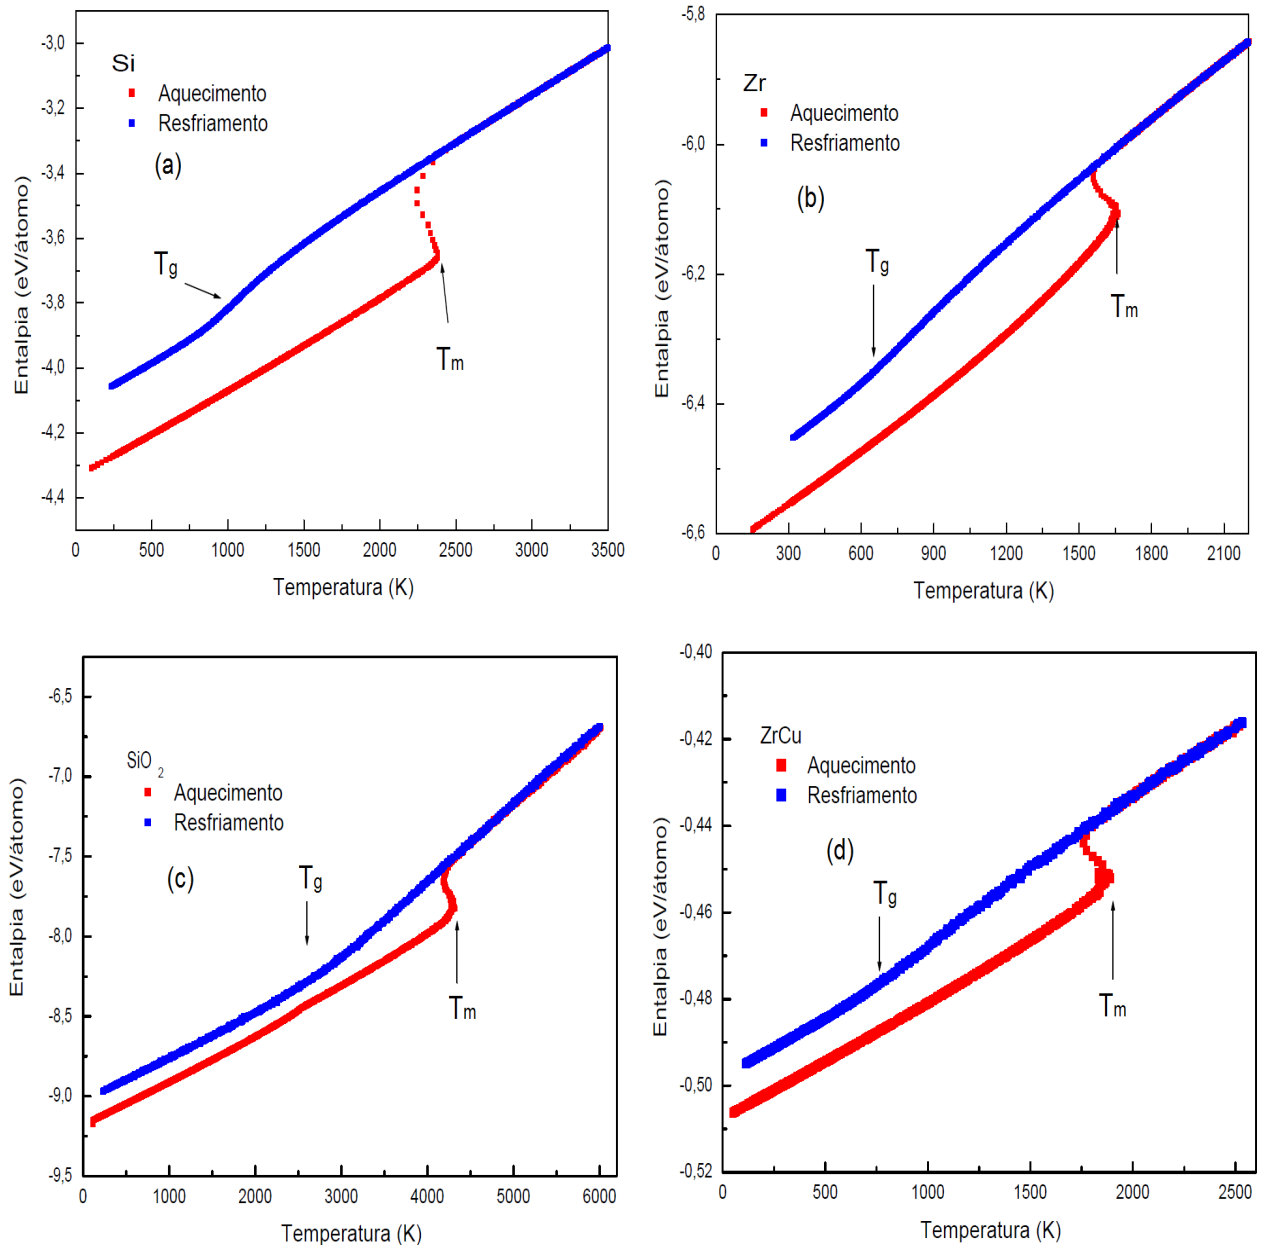 Si
Aquecimento
Resfriamento
(a)
Tg
Tm
Entalpia (eV/átomo)
-3,0
-3,2
-3,4
-3,6
-3,8
-4,0
-4,2
-4,4
0 500 1000 1500 2000 2500 3000 3500
Temperatura (K)
Zr
Aquecimento
Resfriamento
(b)
Tg
Tm
Entalpia (eV/átomo)
-5,8
-6,0
-6,2
-6,4
-6,6
0 300 600 900 1200 1500 1800 2100
Temperatura (K)
SiO2
Aquecimento
Resfriamento
(c)
Tg
Tm
Entalpia (eV/átomo)
-6,5
-7,0
-7,5
-8,0
-8,5
-9,0
-9,5
0 1000 2000 3000 4000 5000 6000
Temperatura (K)
ZrCu
Aquecimento
Resfriamento
(d)
Tg
Tm
Entalpia (eV/átomo)
-0,40
-0,42
-0,44
-0,46
-0,48
-0,50
-0,52
0 500 1000 1500 2000 2500
Temperatura (K)